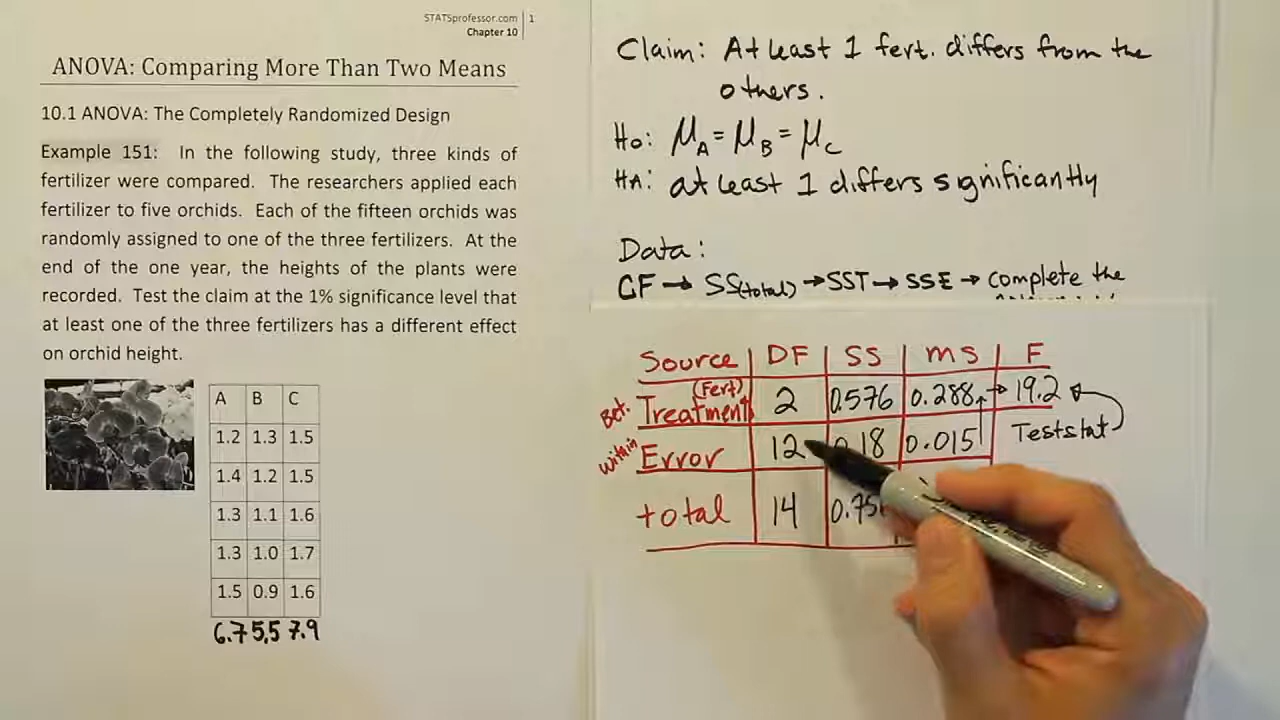 STATSprofessor.com 1
Chapter 10
ANOVA: Comparing More Than Two Means
10.1 ANOVA: The Completely Randomized Design
Example 151: In the following study, three kinds of
fertilizer were compared. The researchers applied each
fertilizer to five orchids. Each of the fifteen orchids was
randomly assigned to one of the three fertilizers. At the
end of the one year, the heights of the plants were
recorded. Test the claim at the 1% significance level that
at least one of the three fertilizers has a different effect
on orchid height.
A B C
1.2 1.3 1.5
1.4 1.2 1.5
1.3 1.1 1.6
1.3 1.0 1.7
1.5 0.9 1.6
6.7 5.5 7.9
Claim: At least 1 fert. differs from the
others.
Ho: μA = μB = μC
HA: at least 1 differs significantly
Data:
CF → SS(total) → SST → SSE → complete the
Source DF SS MS F
Bet. Treatment (Fert) 2 0.576 0.288 → 19.2
Within Error 12 0.18 0.015 Teststat
total 14 0.75